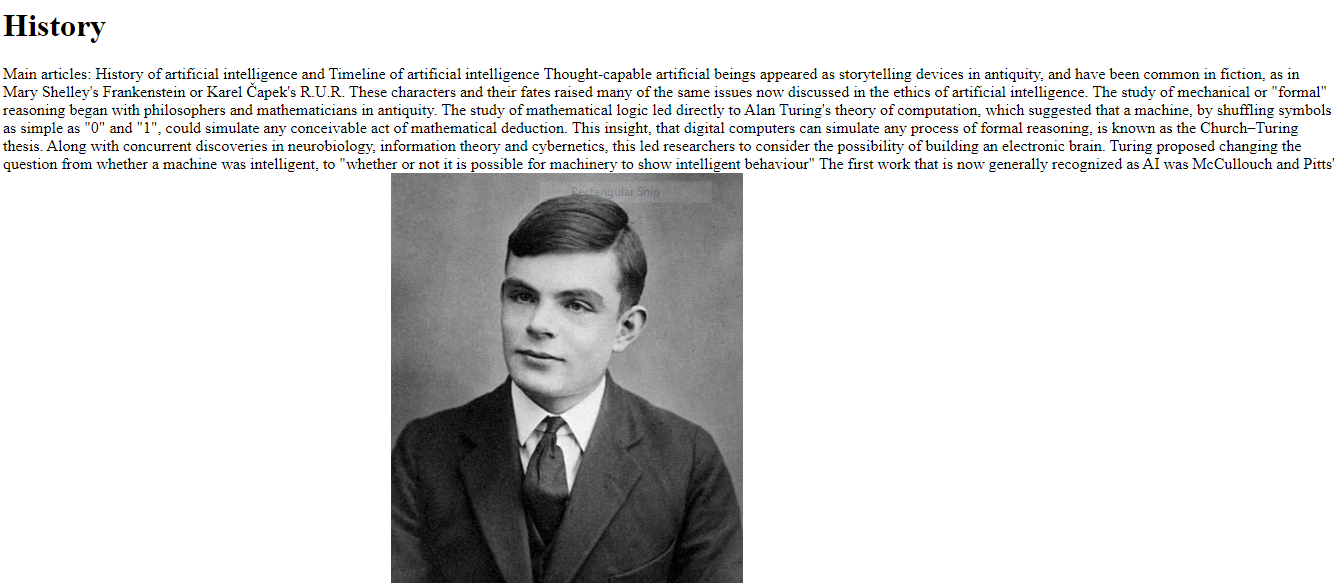 History
Main articles: History of artificial intelligence and Timeline of artificial intelligence Thought-capable artificial beings appeared as storytelling devices in antiquity, and have been common in fiction, as in
Mary Shelley's Frankenstein or Karel Čapek's R.U.R. These characters and their fates raised many of the same issues now discussed in the ethics of artificial intelligence. The study of mechanical or "formal"
reasoning began with philosophers and mathematicians in antiquity. The study of mathematical logic led directly to Alan Turing's theory of computation, which suggested that a machine, by shuffling symbols
as simple as "0" and "1", could simulate any conceivable act of mathematical deduction. This insight, that digital computers can simulate any process of formal reasoning, is known as the Church–Turing
thesis. Along with concurrent discoveries in neurobiology, information theory and cybernetics, this led researchers to consider the possibility of building an electronic brain. Turing proposed changing the
question from whether a machine was intelligent, to "whether or not it is possible for machinery to show intelligent behaviour" The first work that is now generally recognized as AI was McCullouch and Pitts'
Rectangular Snip